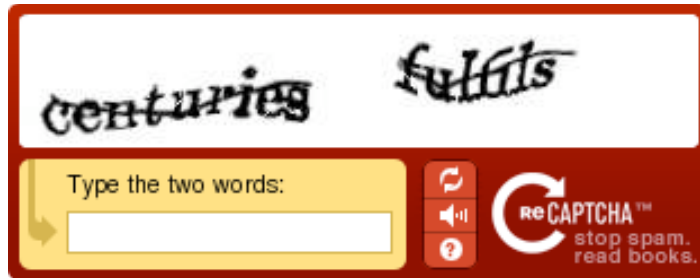 centuries fulfils
Type the two words:
ReCAPTCHA™
stop spam.
read books.